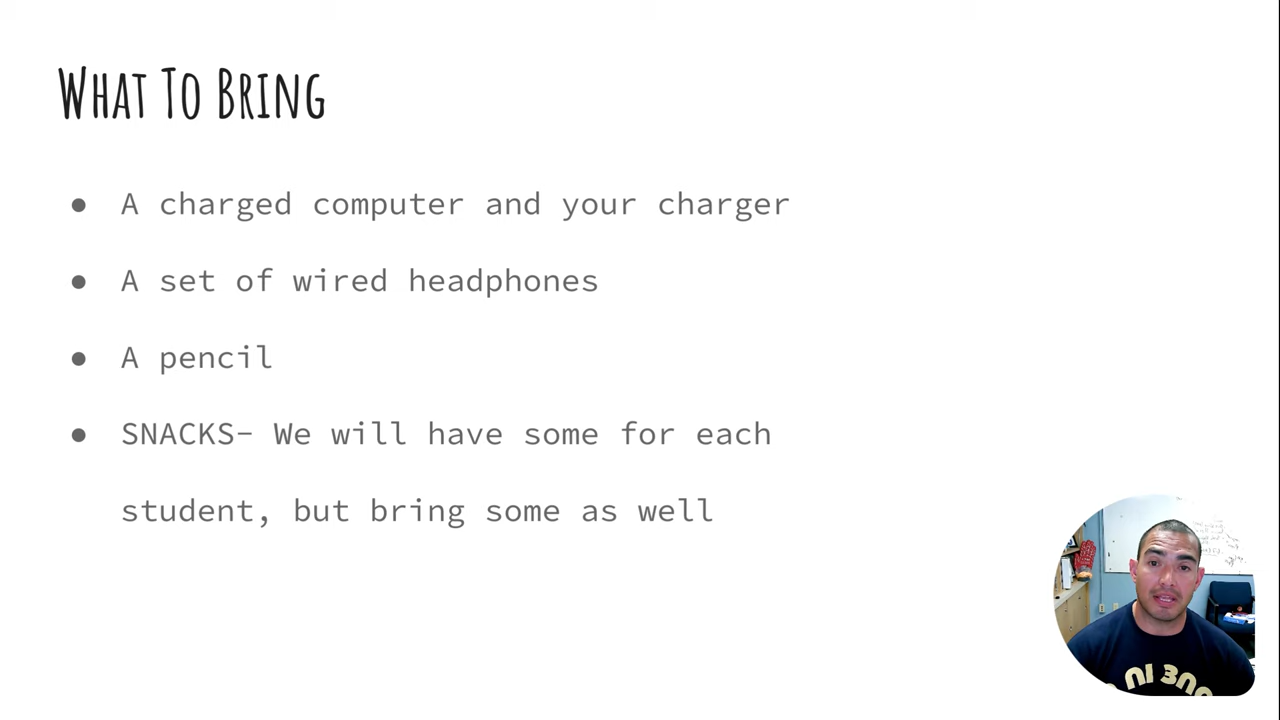 What To Bring
● A charged computer and your charger
● A set of wired headphones
● A pencil
● SNACKS- We will have some for each
student, but bring some as well